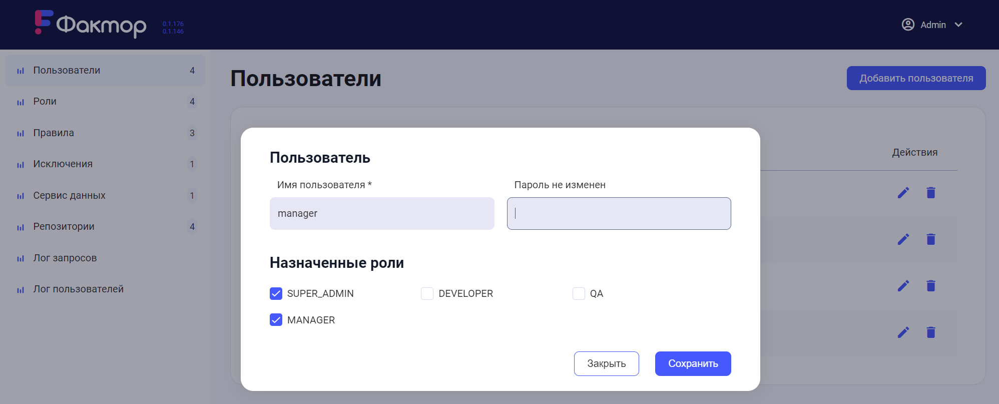 Фактор
0.1.176
0.1.146
Admin
Пользователи 4
Роли 4
Правила 3
Исключения 1
Сервис данных 1
Репозитории 4
Лог запросов
Лог пользователей
Пользователи
Добавить пользователя
Действия
Пользователь
Имя пользователя *
Пароль не изменен
manager
Назначенные роли
SUPER_ADMIN
DEVELOPER
QA
MANAGER
Закрыть
Сохранить